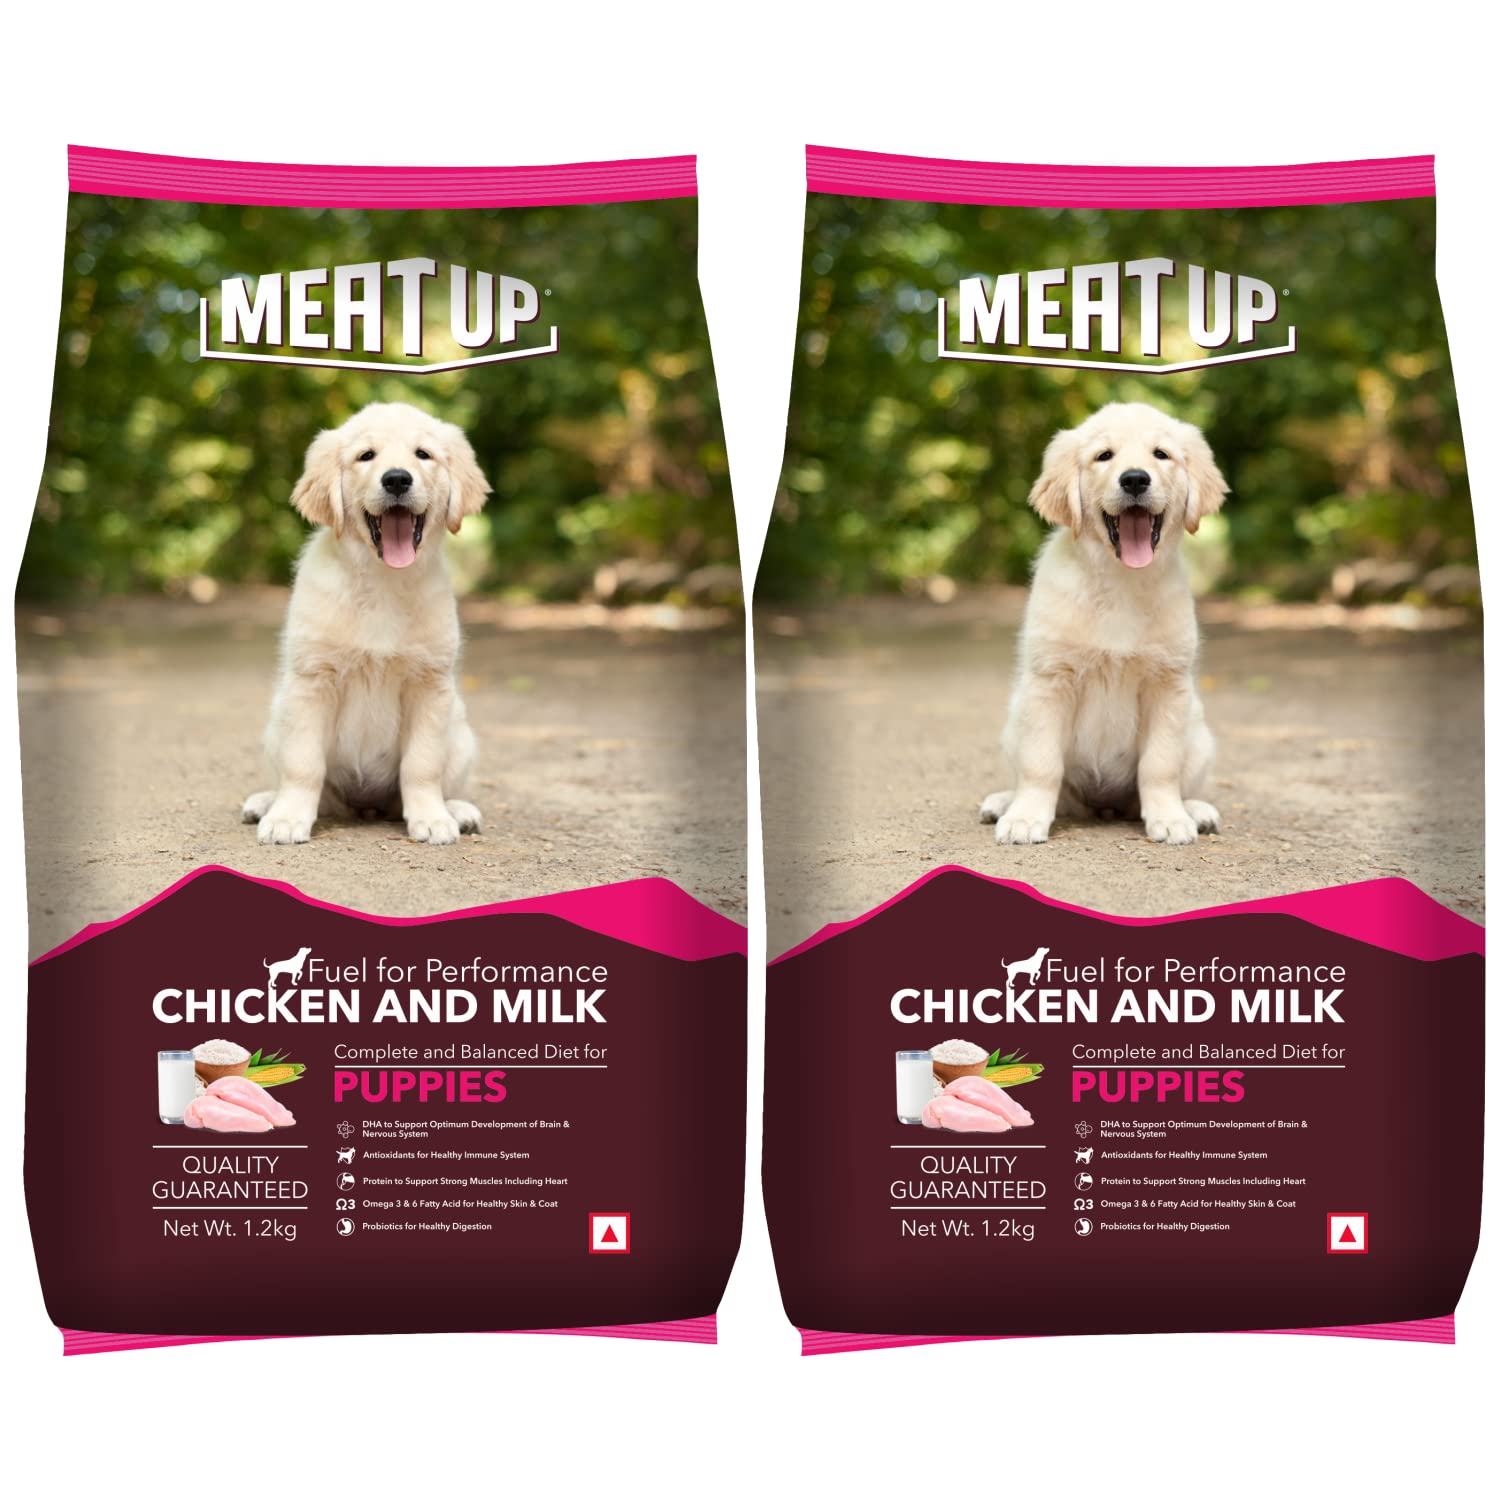 MEAT UP®
Fuel for Performance
CHICKEN AND MILK
Complete and Balanced Diet for
PUPPIES
DHA to Support Optimum Development of Brain &
Nervous System
Antioxidants for Healthy Immune System
Protein to Support Strong Muscles Including Heart
Ω3 Omega 3 & 6 Fatty Acid for Healthy Skin & Coat
Probiotics for Healthy Digestion
QUALITY
GUARANTEED
Net Wt. 1.2kg
MEAT UP®
Fuel for Performance
CHICKEN AND MILK
Complete and Balanced Diet for
PUPPIES
DHA to Support Optimum Development of Brain &
Nervous System
Antioxidants for Healthy Immune System
Protein to Support Strong Muscles Including Heart
Ω3 Omega 3 & 6 Fatty Acid for Healthy Skin & Coat
Probiotics for Healthy Digestion
QUALITY
GUARANTEED
Net Wt. 1.2kg